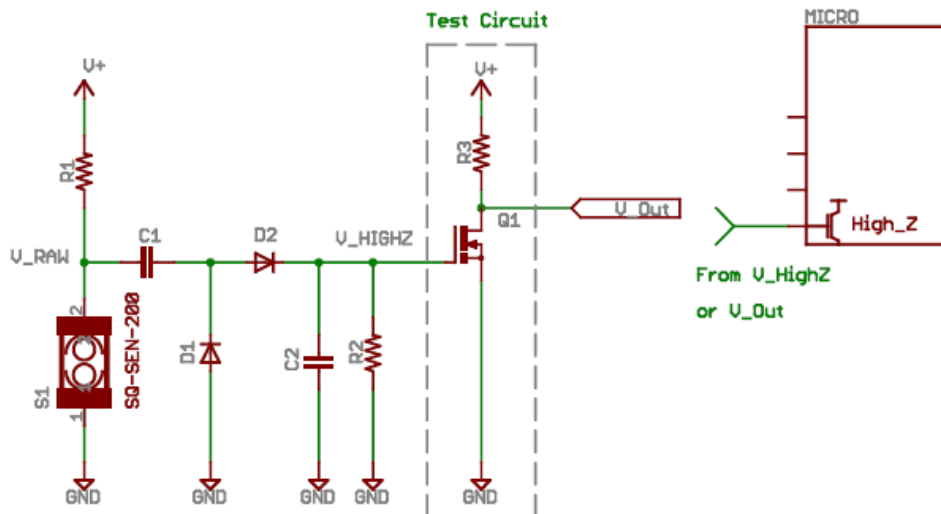 Test Circuit
MICRO
V+
V+
R1
R3
C1
D2
V_HIGHZ
Q1
V_Out
High_Z
V_RAW
From V_HighZ
or V_Out
2
SQ-SEN-200
S1
1
D1
C2
R2
GND
GND
GND
GND
GND